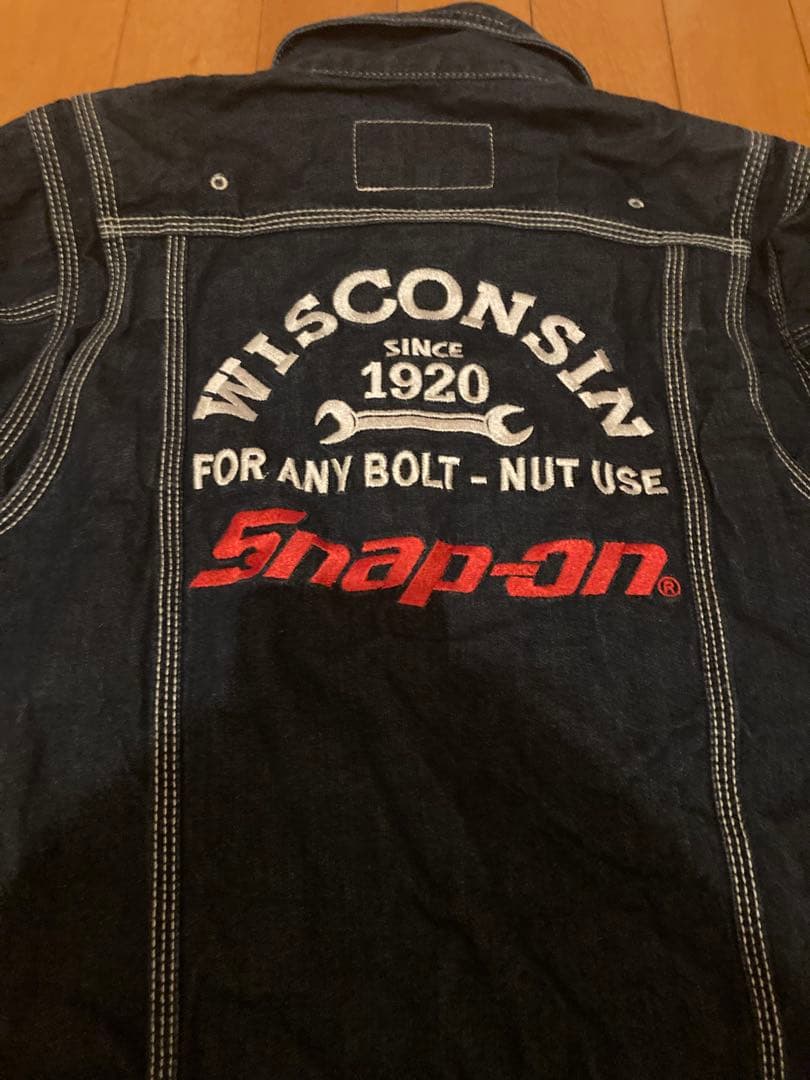 WISCONSIN
SINCE
1920
FOR ANY BOLT - NUT USE
Snap-on®